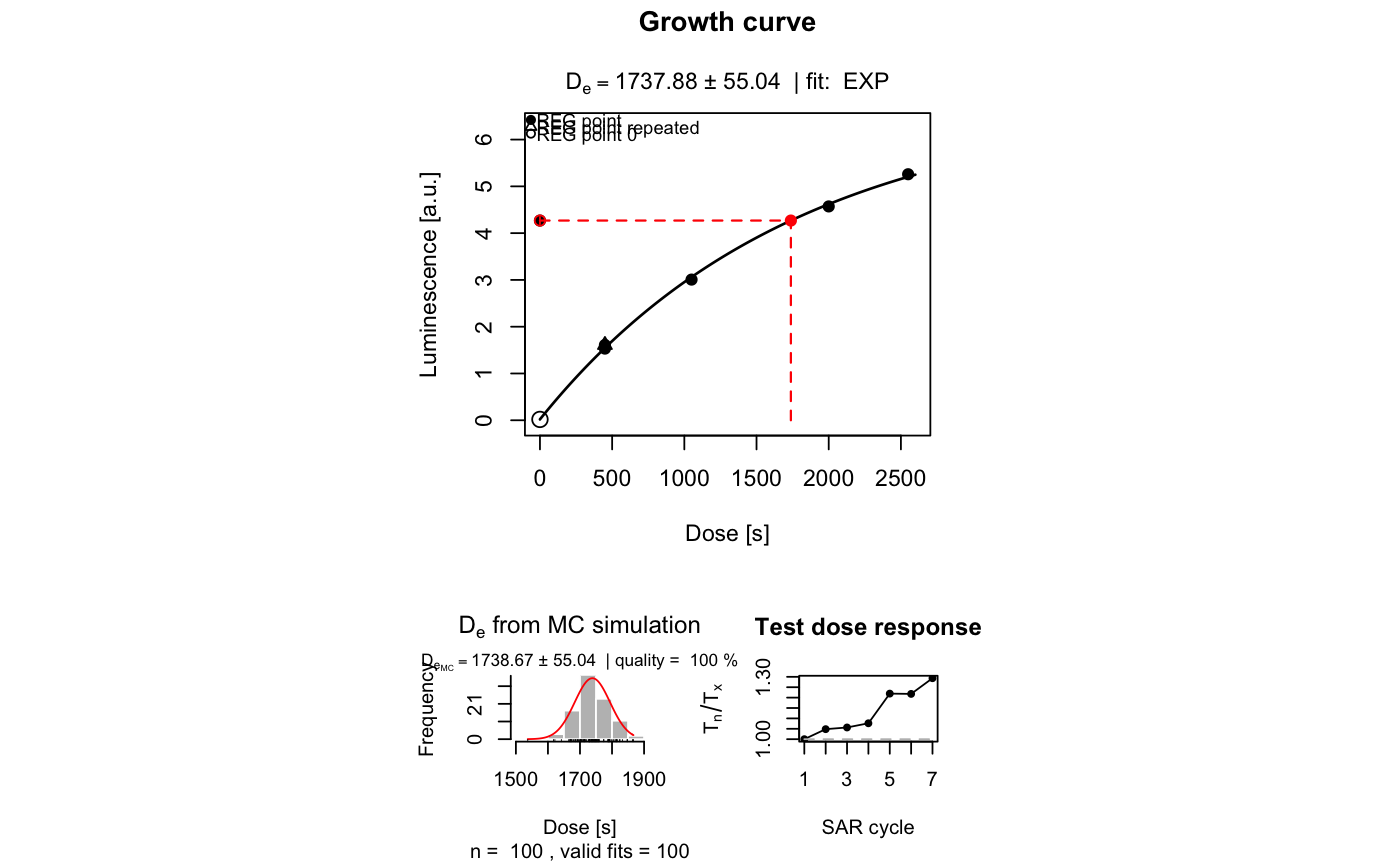 Growth curve
De = 1737.88 ± 55.04 | fit: EXP
REG point
REG point repeated
REG point 0
Luminescence [a.u.]
0 1 2 3 4 5 6
0 500 1000 1500 2000 2500
Dose [s]
De from MC simulation
DeMC = 1738.67 ± 55.04 | quality = 100 %
Frequency
0 21
1500 1700 1900
Dose [s]
n = 100 , valid fits = 100
Test dose response
Tn/Tx
1.00 1.30
1 3 5 7
SAR cycle